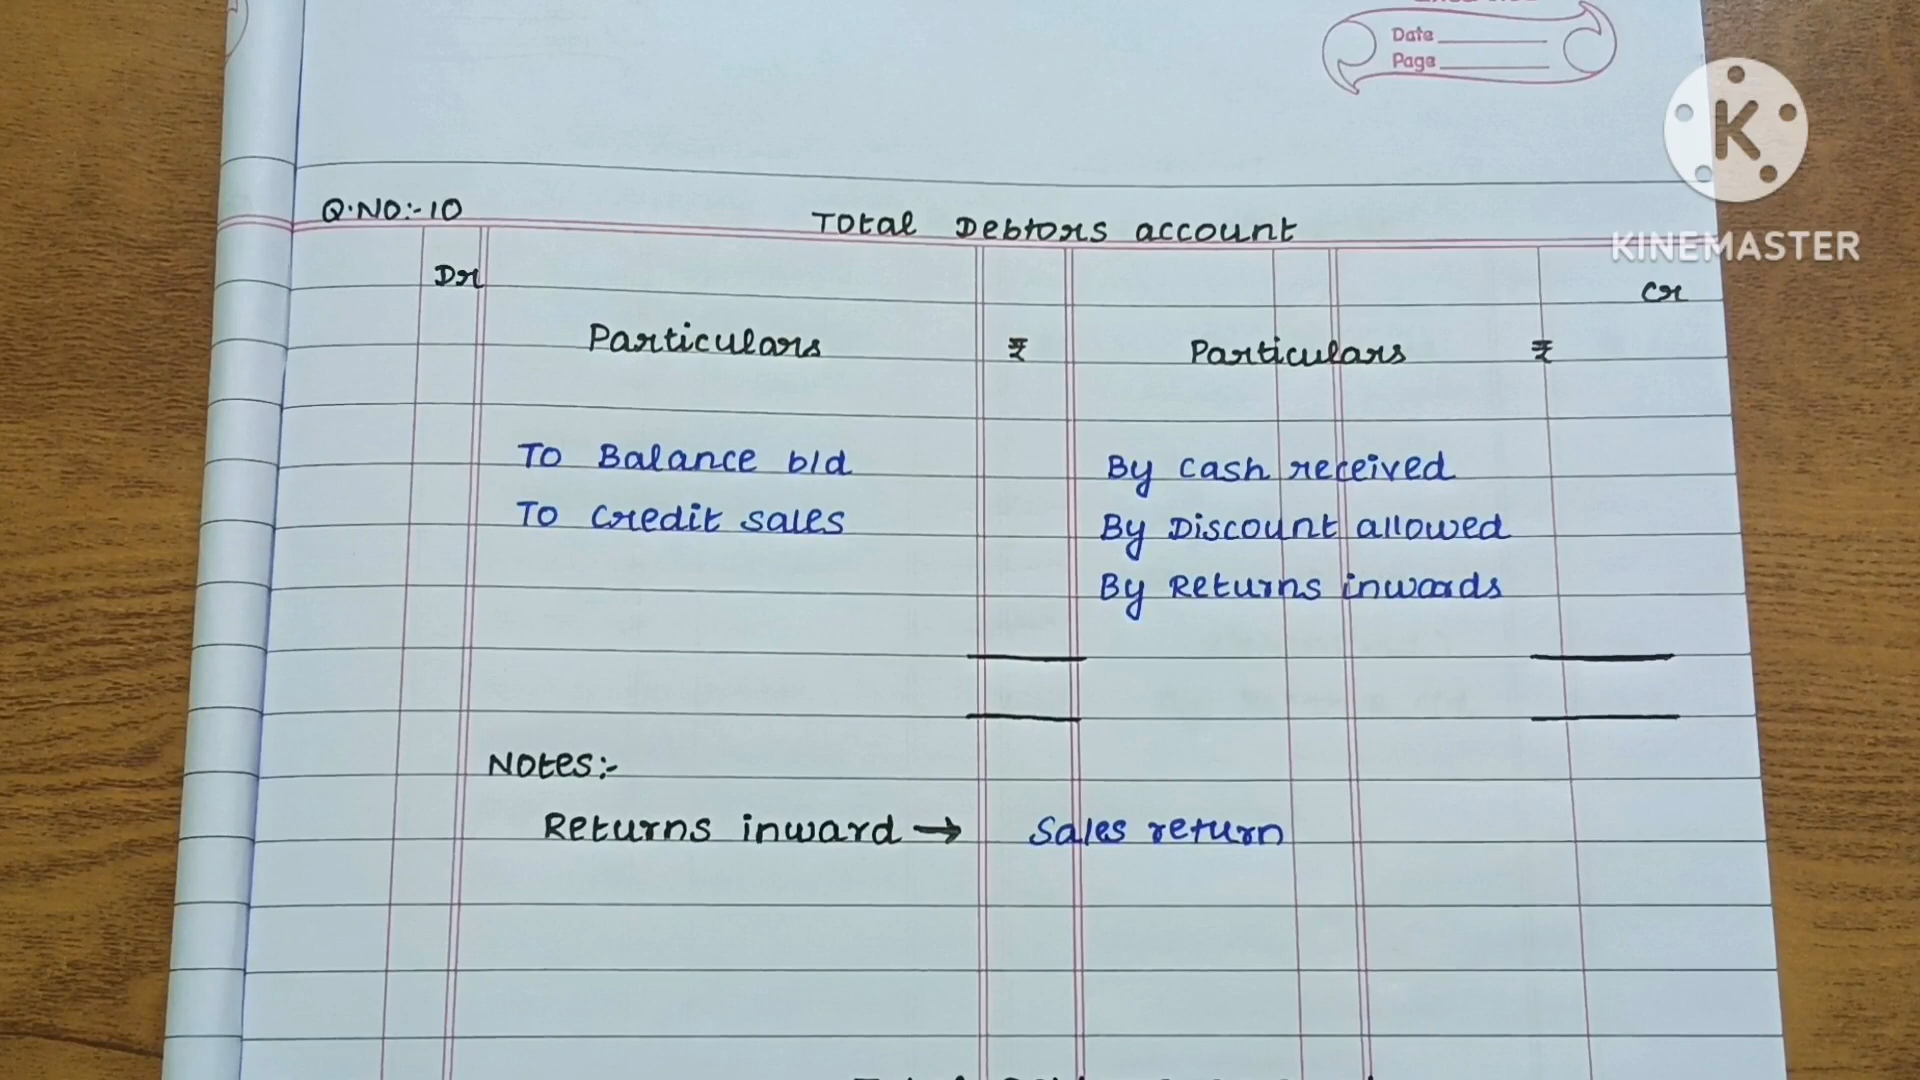 Date
Page
KINEMASTER
Q.NO:-10
Total Debtors account
Dr
Cr
Particulars ₹ Particulars ₹
To Balance b/d By cash received
To credit sales By Discount allowed
By Returns inwards
Notes:-
Returns inward → Sales return